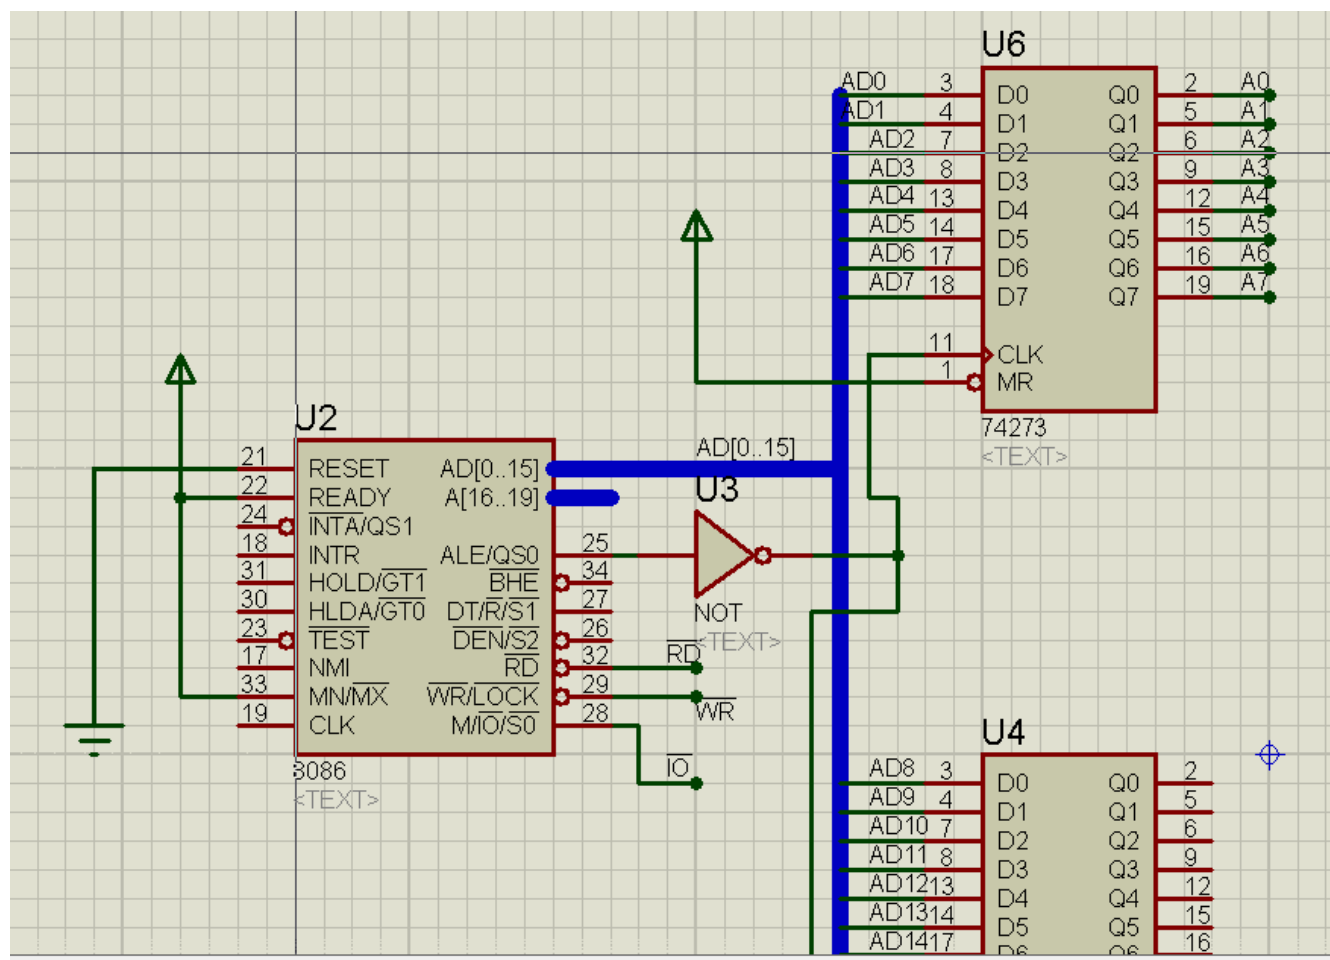 U6
AD0 3 D0 Q0 2 A0
AD1 4 D1 Q1 5 A1
AD2 7 D2 Q2 6 A2
AD3 8 D3 Q3 9 A3
AD4 13 D4 Q4 12 A4
AD5 14 D5 Q5 15 A5
AD6 17 D6 Q6 16 A6
AD7 18 D7 Q7 19 A7
11 CLK
1 MR
74273
<TEXT>
U2
21 RESET AD[0..15] AD[0..15]
22 READY A[16..19]
24 INTA/QS1
18 INTR ALE/QS0 25
31 HOLD/GT1 BHE 34
30 HLDA/GT0 DT/R/S1 27
23 TEST DEN/S2 26
17 NMI RD 32 RD
33 MN/MX WR/LOCK 29 WR
19 CLK M/IO/S0 28 IO
8086
<TEXT>
U3
NOT
<TEXT>
U4
AD8 3 D0 Q0 2
AD9 4 D1 Q1 5
AD10 7 D2 Q2 6
AD11 8 D3 Q3 9
AD12 13 D4 Q4 12
AD13 14 D5 Q5 15
AD14 17 D6 Q6 16